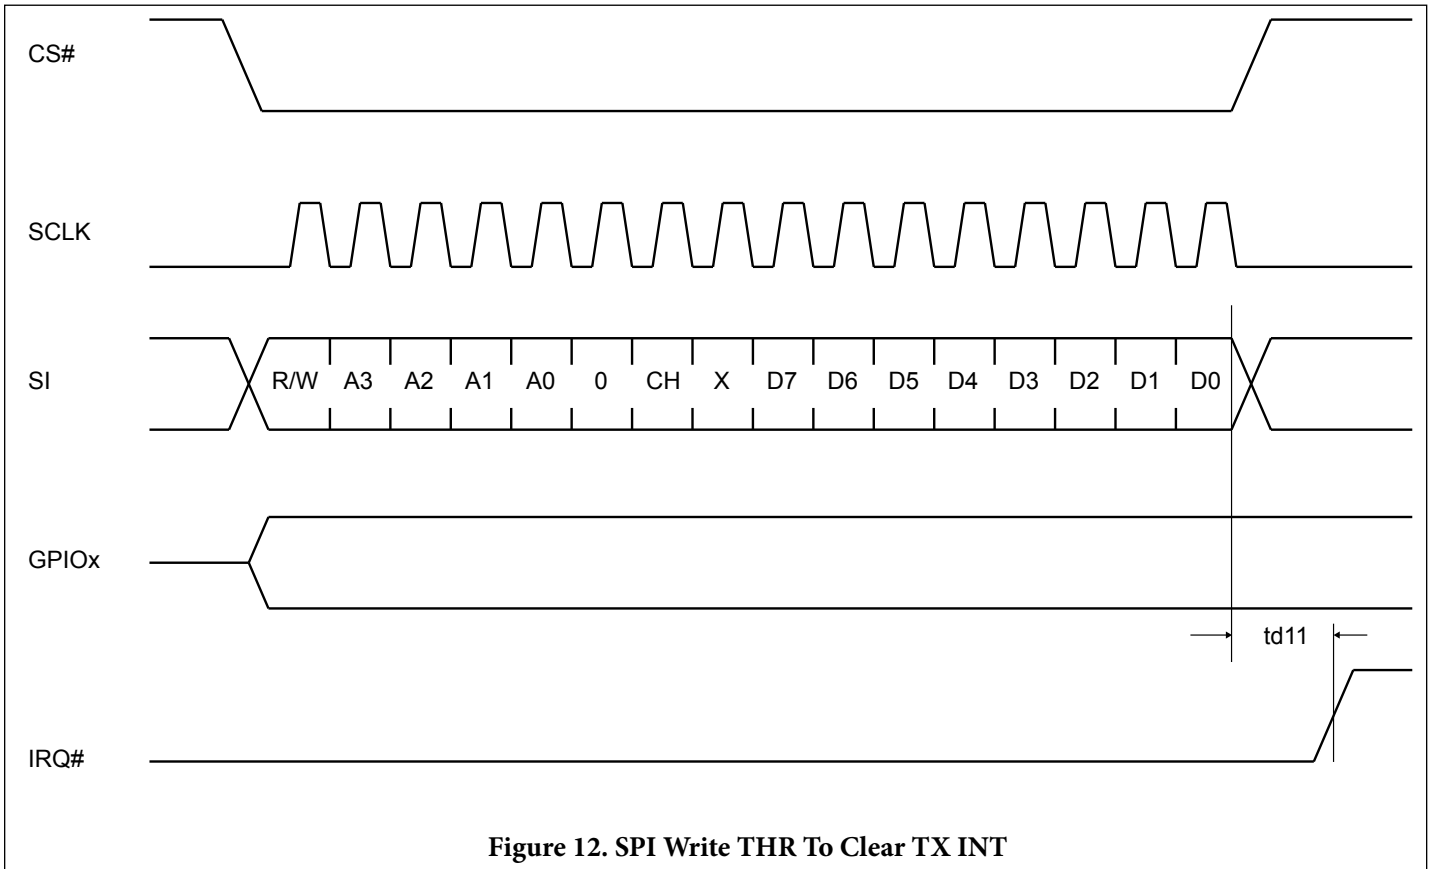 CS#
SCLK
SI R/W A3 A2 A1 A0 0 CH X D7 D6 D5 D4 D3 D2 D1 D0
GPIOx
td11
IRQ#
Figure 12. SPI Write THR To Clear TX INT